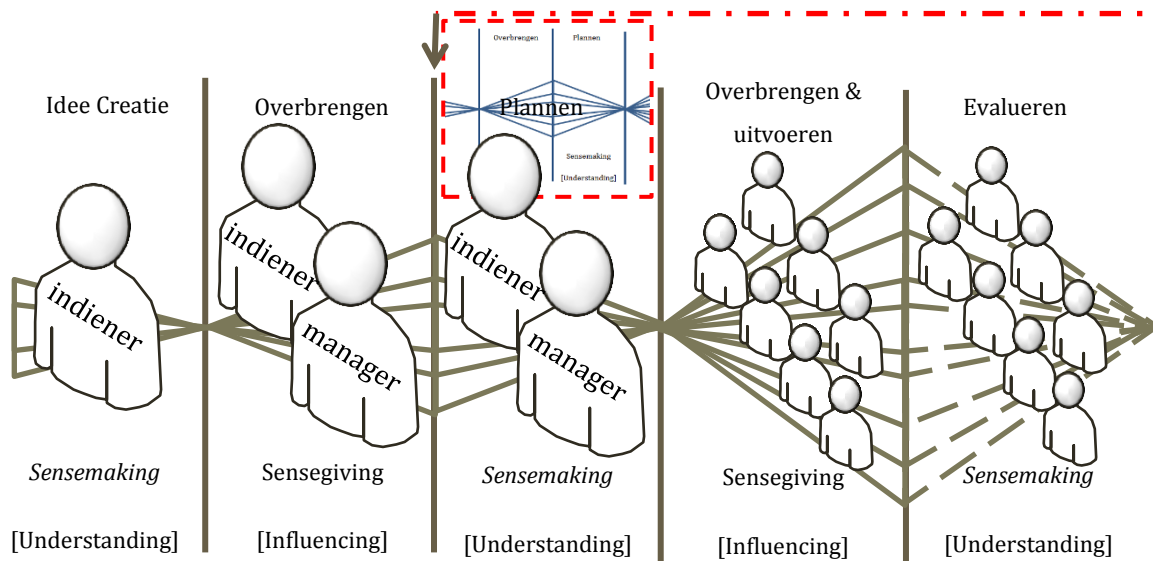 Idee Creatie
Overbrengen
Overbrengen
Plannen
Plannen
Sensemaking
[Understanding]
Overbrengen &
uitvoeren
Evalueren
indiener
indiener
manager
indiener
manager
Sensemaking
Sensegiving
Sensemaking
Sensegiving
Sensemaking
[Understanding]
[Influencing]
[Understanding]
[Influencing]
[Understanding]